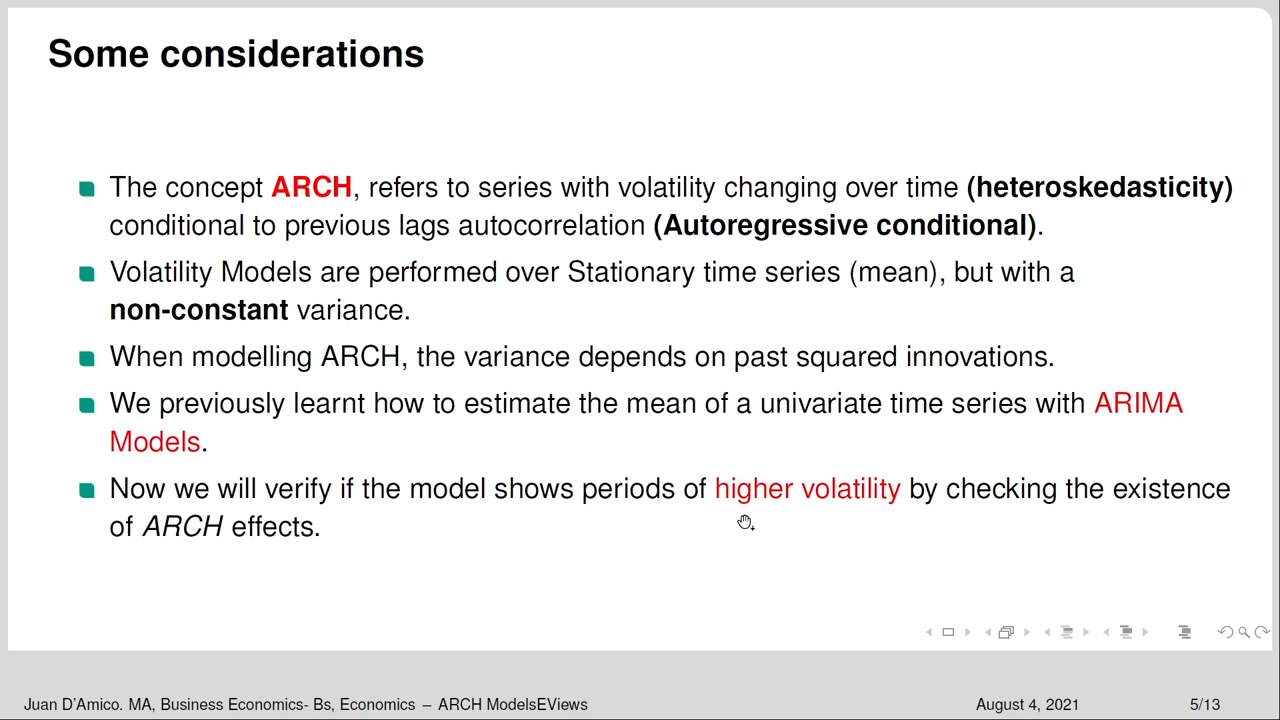 Some considerations
The concept ARCH, refers to series with volatility changing over time (heteroskedasticity)
conditional to previous lags autocorrelation (Autoregressive conditional).
Volatility Models are performed over Stationary time series (mean), but with a
non-constant variance.
When modelling ARCH, the variance depends on past squared innovations.
We previously learnt how to estimate the mean of a univariate time series with ARIMA
Models.
Now we will verify if the model shows periods of higher volatility by checking the existence
of ARCH effects.
Juan D'Amico. MA, Business Economics- Bs, Economics – ARCH ModelsEViews August 4, 2021 5/13